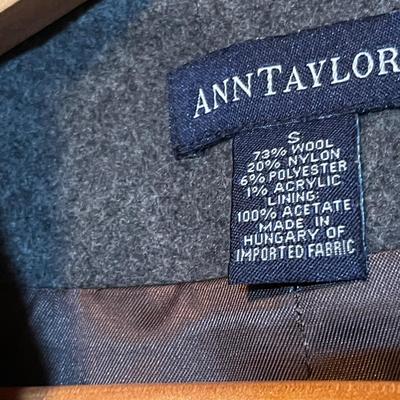 ANNTAYLOR
S
73% WOOL
20% NYLON
6% POLYESTER
1% ACRYLIC
LINING:
100% ACETATE
MADE IN
HUNGARY OF
IMPORTED FABRIC